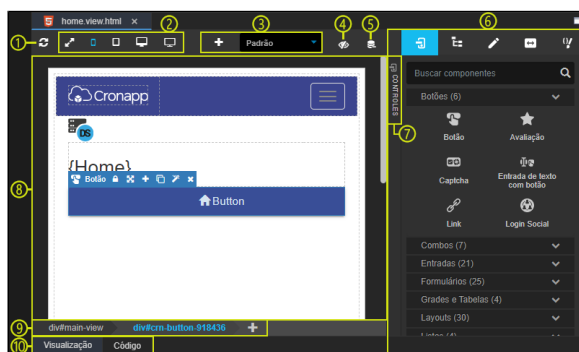 home.view.html ×
② ③ ④ ⑤ ⑥
①
Padrão
Buscar componentes
CONTROLES
Botões (6)
⑦
Cronapp
DS
Botão Avaliação
{Home}
Botão
Captcha Entrada de texto com botão
⑧
Button
Link Login Social
Combos (7)
Entradas (21)
Formulários (25)
Grades e Tabelas (4)
Layouts (30)
Listas (4)
⑨ div#main-view div#crn-button-918436
⑩ Visualização Código